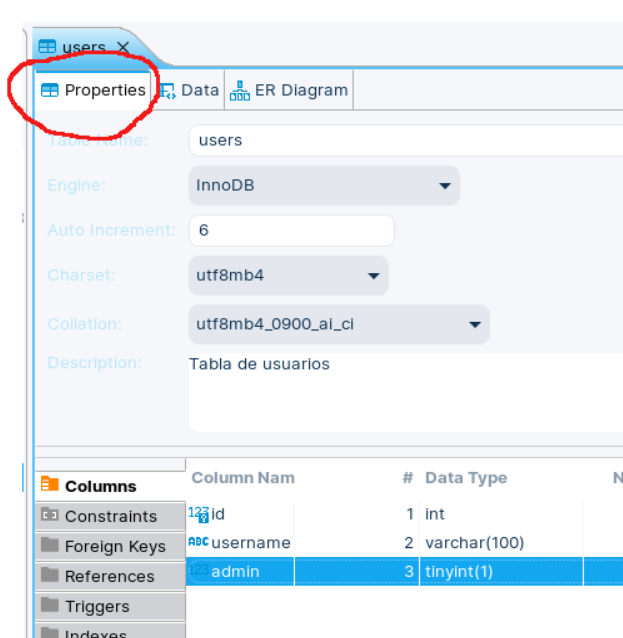 users
Properties Data ER Diagram
Table Name: users
Engine: InnoDB
Auto Increment: 6
Charset: utf8mb4
Collation: utf8mb4_0900_ai_ci
Description: Tabla de usuarios
Columns
Constraints
Foreign Keys
References
Triggers
Indexes
Column Nam # Data Type N
123 id 1 int
ABC username 2 varchar(100)
123 admin 3 tinyint(1)